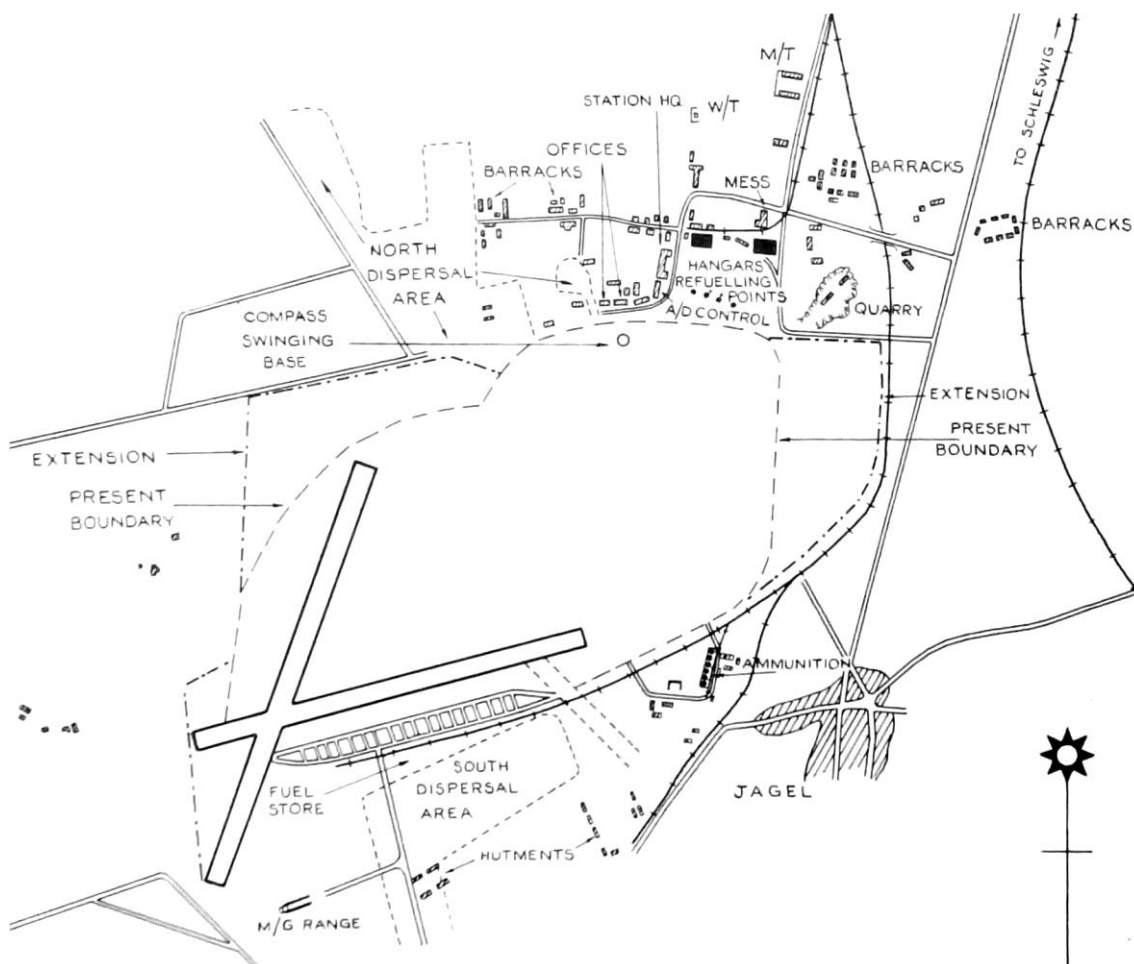 M/T
STATION HQ.
W/T
TO SCHLESWIG
OFFICES
BARRACKS
MESS
BARRACKS
BARRACKS
NORTH
DISPERSAL
AREA
HANGARS
REFUELLING
POINTS
A/D CONTROL
QUARRY
COMPASS
SWINGING
BASE
EXTENSION
PRESENT
BOUNDARY
EXTENSION
PRESENT
BOUNDARY
AMMUNITION
FUEL
STORE
SOUTH
DISPERSAL
AREA
JAGEL
HUTMENTS
M/G RANGE